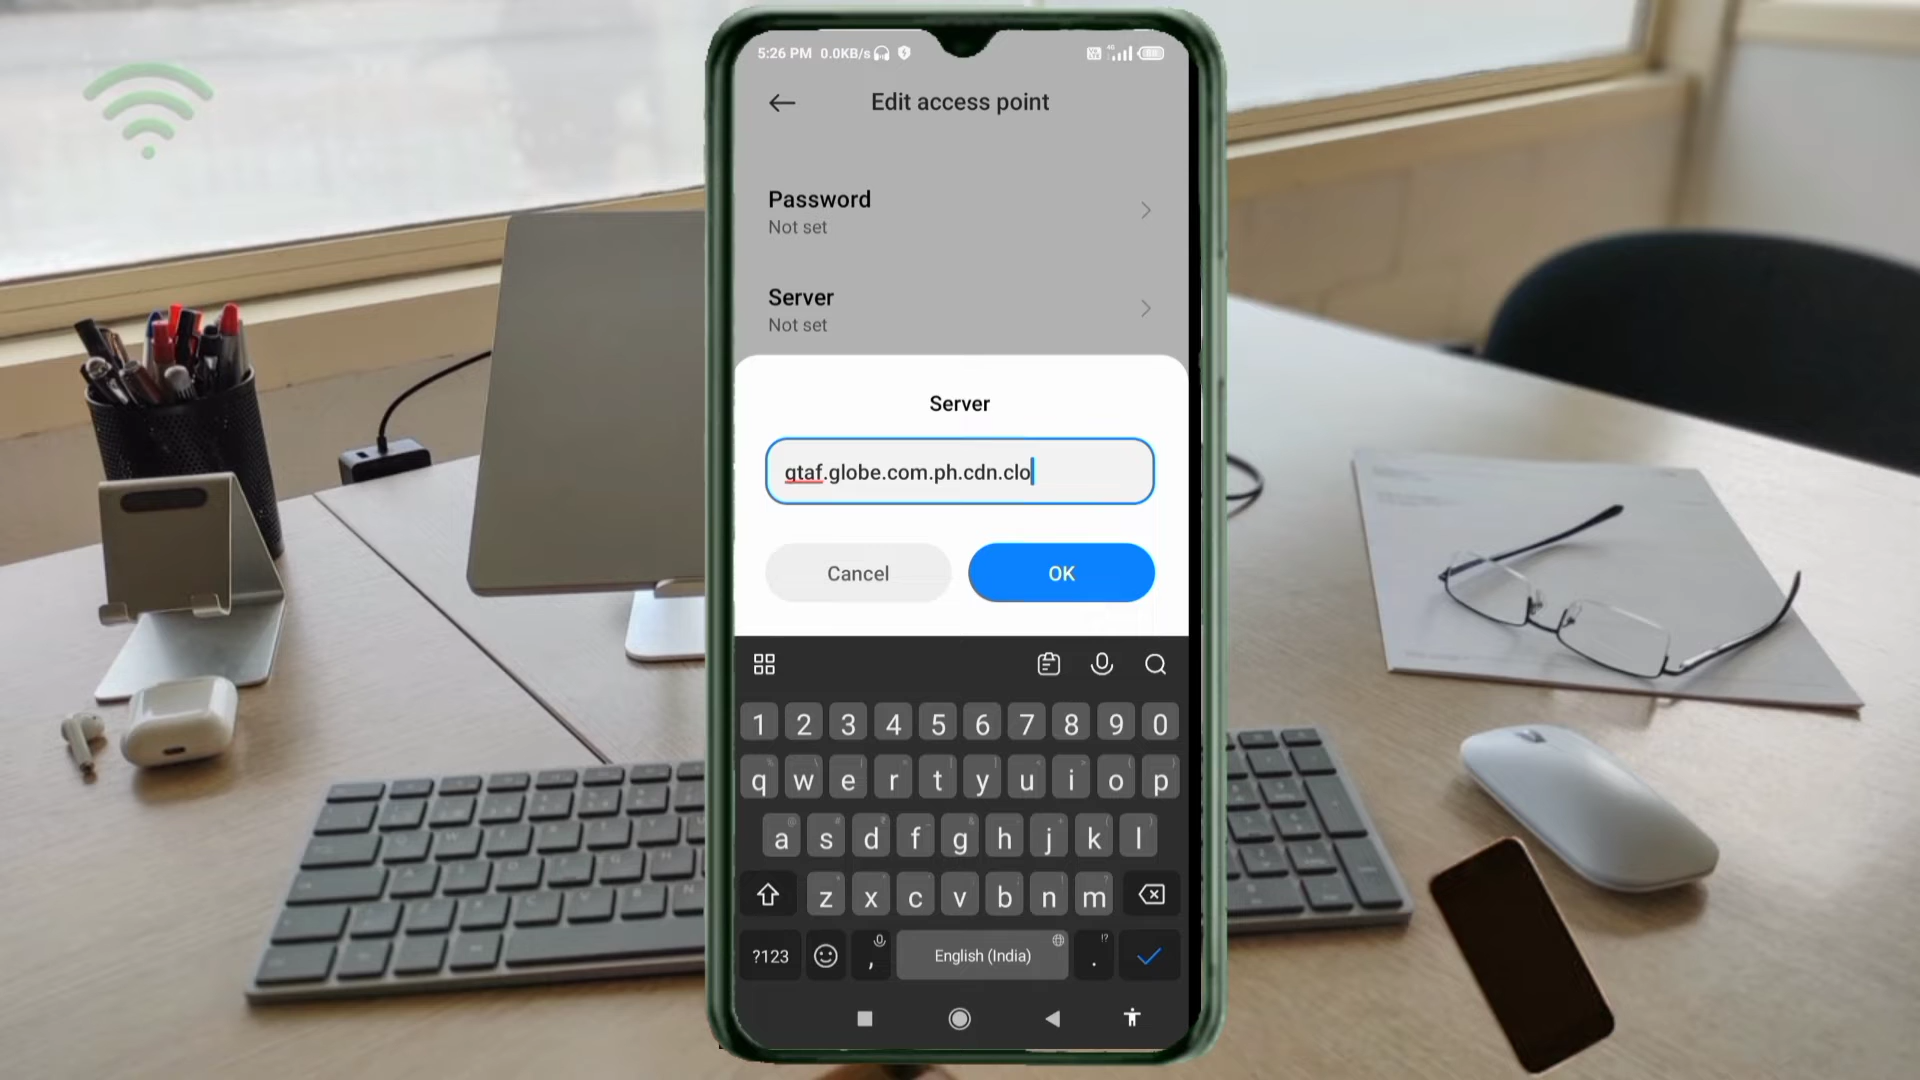 5:26 PM 0.0KB/s
4G
Edit access point
Password
Not set
Server
Not set
Server
gtaf.globe.com.ph.cdn.clo
Cancel
OK
1 2 3 4 5 6 7 8 9 0
q w e r t y u i o p
a s d f g h j k l
z x c v b n m
?123 , English (India) . !?